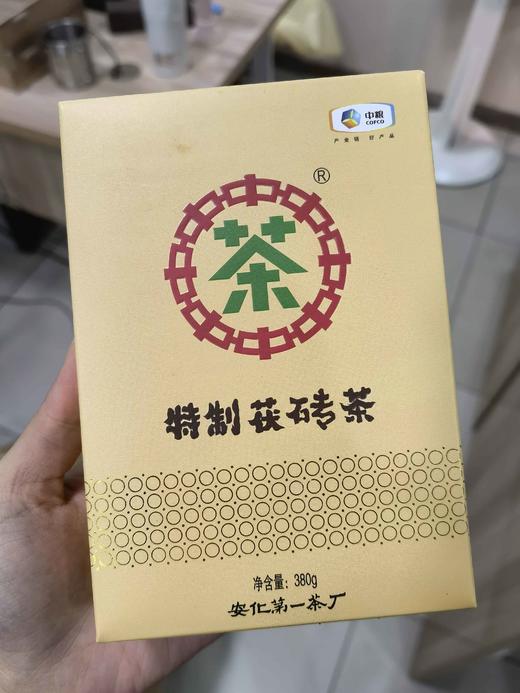 中粮
COFCO
产业链 好产品
®
茶
特制茯砖茶
净含量：380g
安化第一茶厂